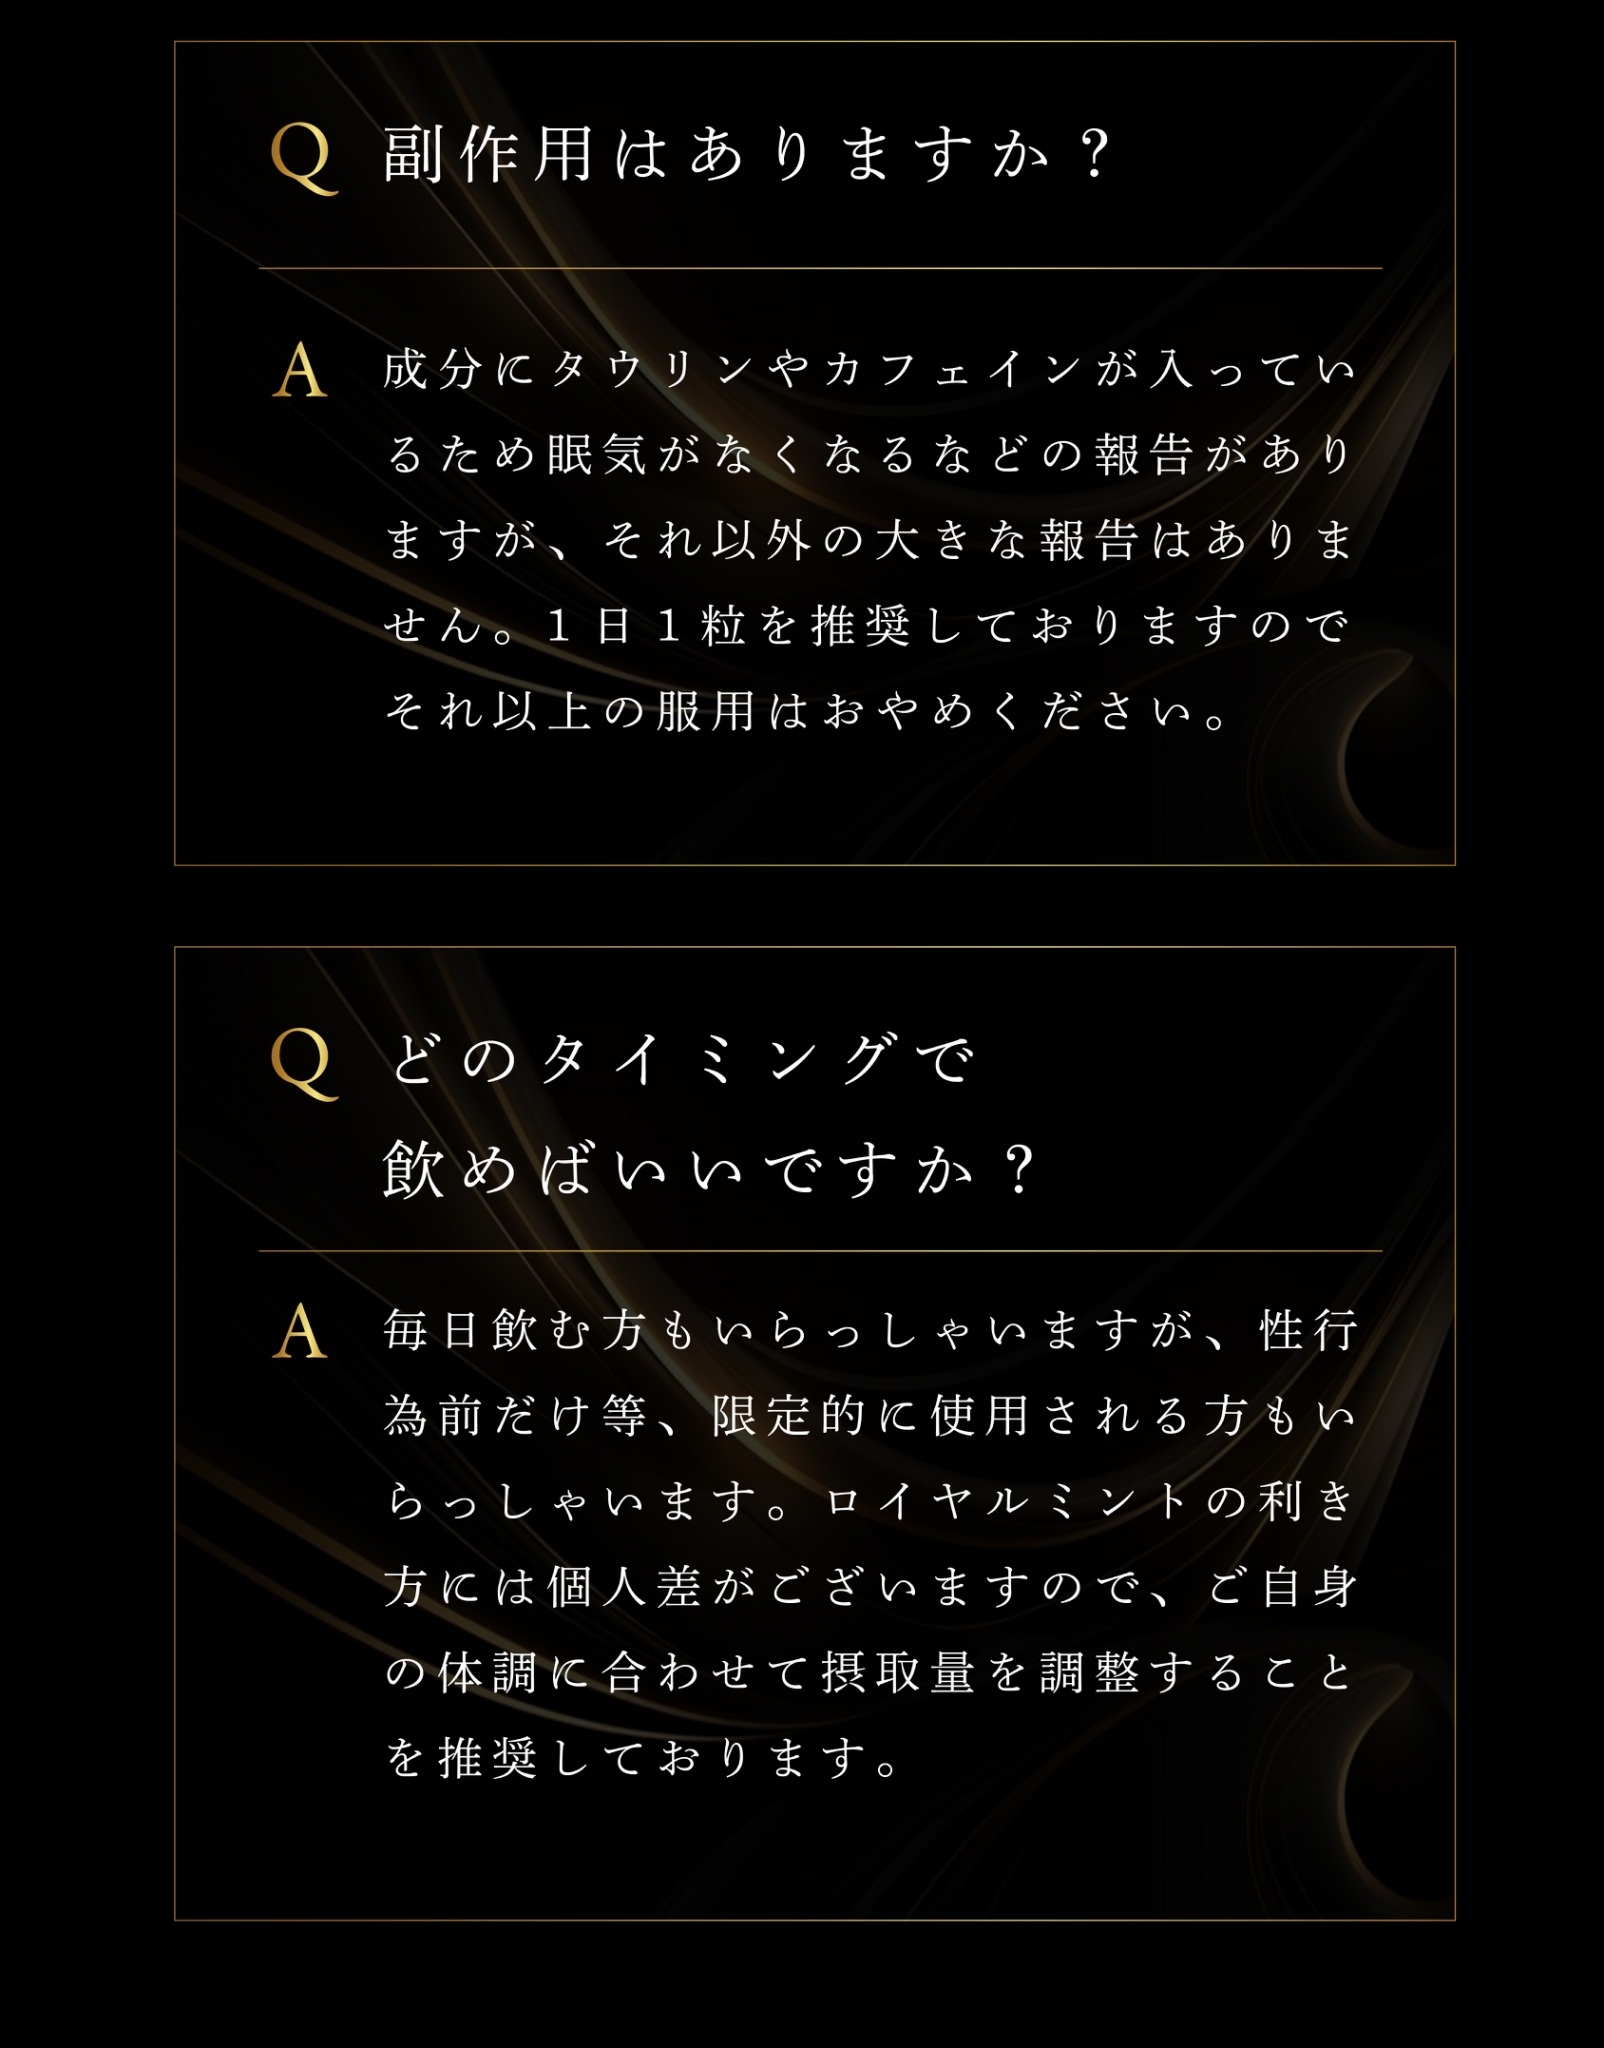 Q 副作用はありますか？
A 成分にタウリンやカフェインが入ってい
るため眠気がなくなるなどの報告があり
ますが、それ以外の大きな報告はありま
せん。１日１粒を推奨しておりますので
それ以上の服用はおやめください。
Q どのタイミングで
飲めばいいですか？
A 毎日飲む方もいらっしゃいますが、性行
為前だけ等、限定的に使用される方もい
らっしゃいます。ロイヤルミントの利き
方には個人差がございますので、ご自身
の体調に合わせて摂取量を調整すること
を推奨しております。